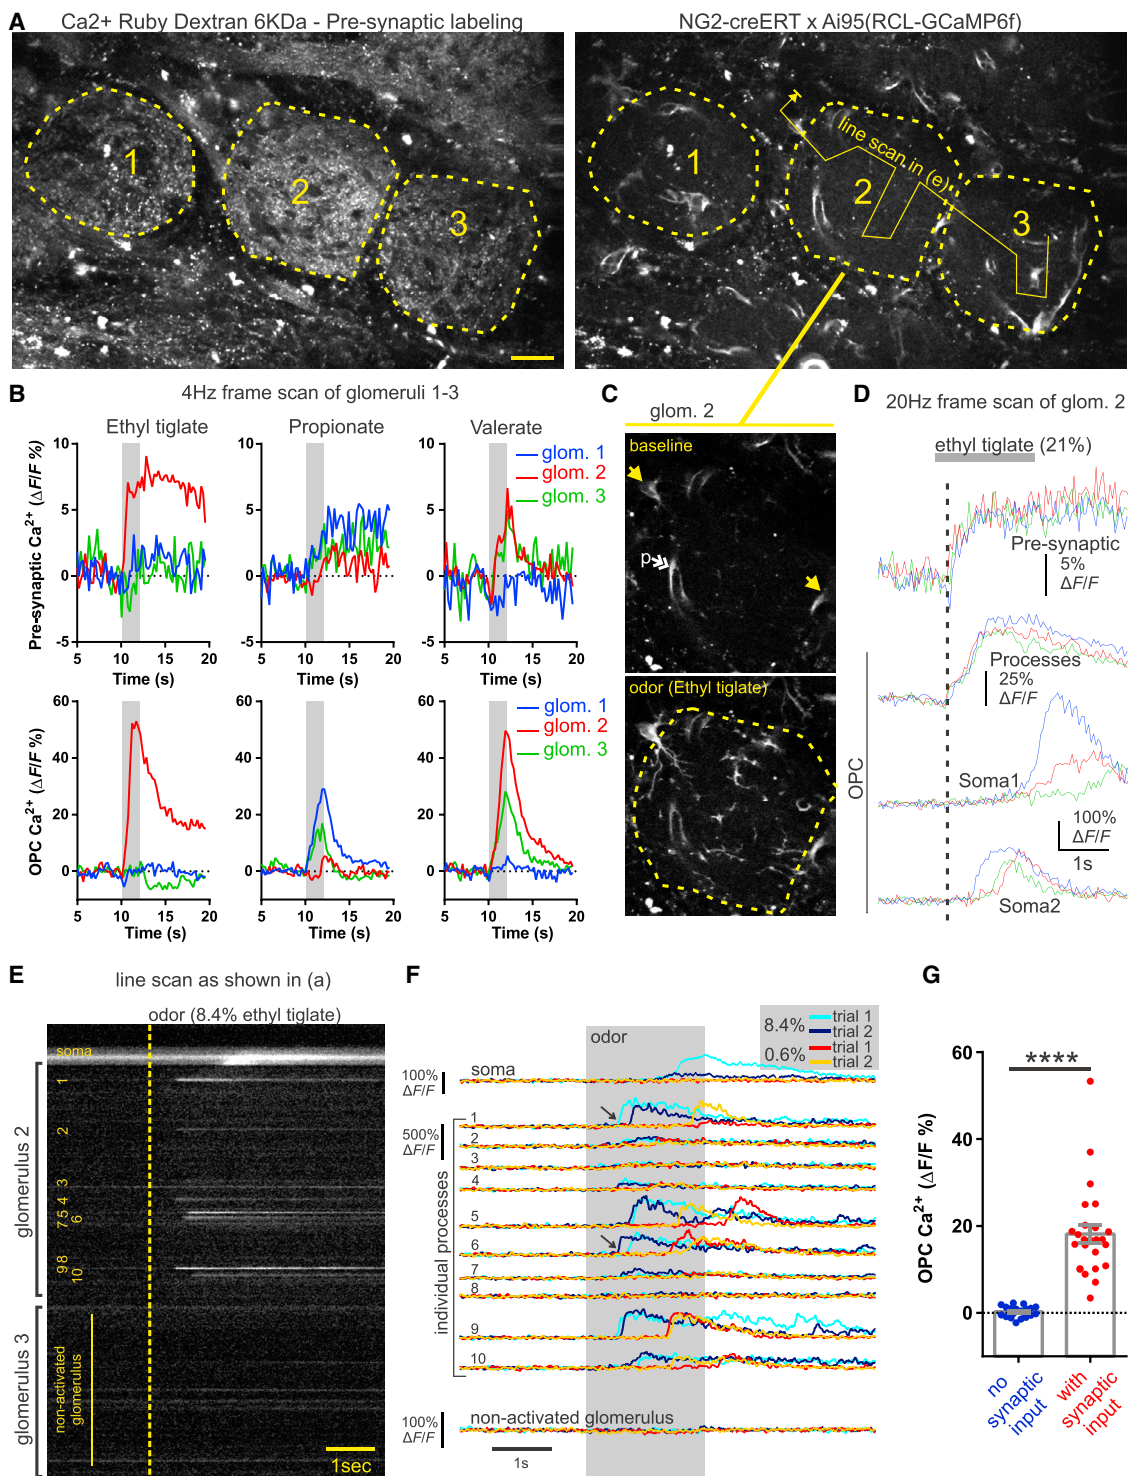 A
Ca2+ Ruby Dextran 6KDa - Pre-synaptic labeling
NG2-creERT x Ai95(RCL-GCaMP6f)
1
2
3
1
2
3
line scan in (e)
B
4Hz frame scan of glomeruli 1-3
Ethyl tiglate
Propionate
Valerate
Pre-synaptic Ca2+ (ΔF/F %)
10
5
0
-5
5 10 15 20
Time (s)
5 10 15 20
Time (s)
5 10 15 20
Time (s)
10
5
0
-5
10
5
0
-5
glom. 1
glom. 2
glom. 3
OPC Ca2+ (ΔF/F %)
60
40
20
0
60
40
20
0
60
40
20
0
glom. 1
glom. 2
glom. 3
5 10 15 20
Time (s)
5 10 15 20
Time (s)
5 10 15 20
Time (s)
C
glom. 2
baseline
p
odor (Ethyl tiglate)
D
20Hz frame scan of glom. 2
ethyl tiglate (21%)
Pre-synaptic
5%
ΔF/F
OPC
Processes
25%
ΔF/F
Soma1
100%
ΔF/F
1s
Soma2
E
line scan as shown in (a)
odor (8.4% ethyl tiglate)
soma
glomerulus 2
1
2
3
7 5 4
6
9 8
10
glomerulus 3
non-activated
glomerulus
1sec
F
odor
8.4%
trial 1
trial 2
0.6%
trial 1
trial 2
soma
100%
ΔF/F
500%
ΔF/F
individual processes
1
2
3
4
5
6
7
8
9
10
non-activated glomerulus
100%
ΔF/F
1s
G
OPC Ca2+ (ΔF/F %)
60
40
20
0
****
no
synaptic
input
with
synaptic
input